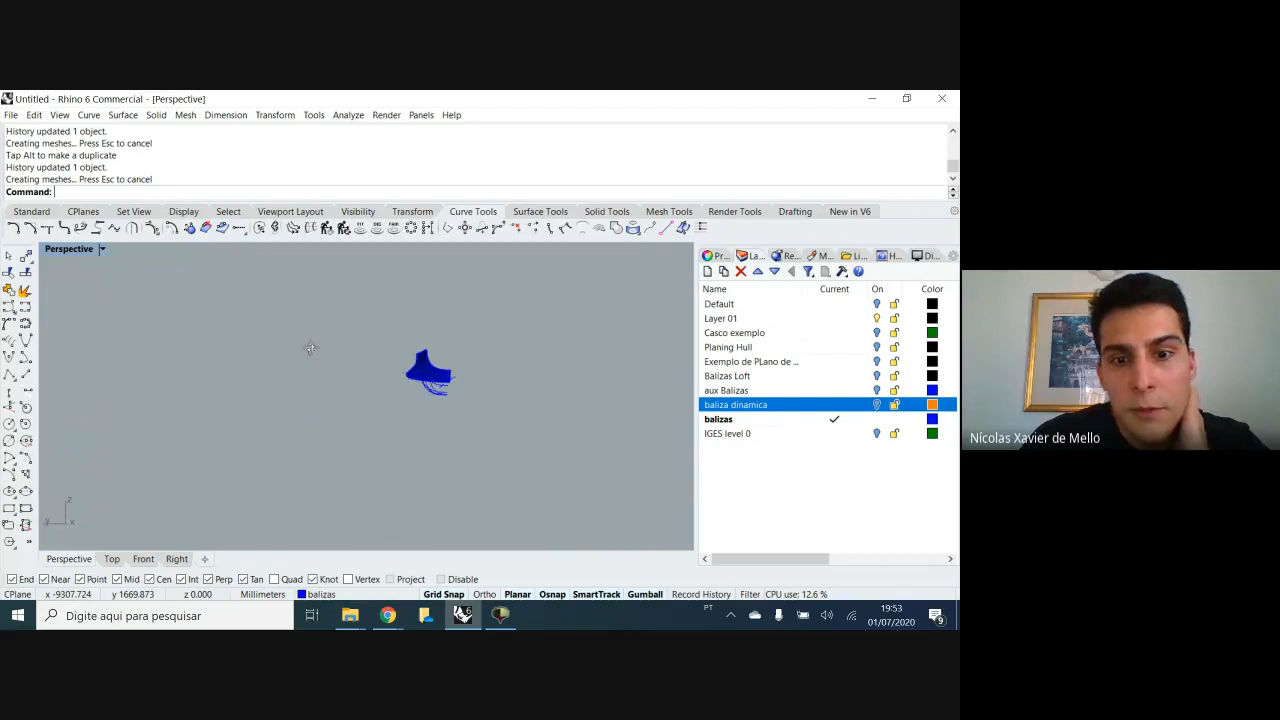 Untitled - Rhino 6 Commercial - [Perspective]
File Edit View Curve Surface Solid Mesh Dimension Transform Tools Analyze Render Panels Help
History updated 1 object.
Creating meshes... Press Esc to cancel
Tap Alt to make a duplicate
History updated 1 object.
Creating meshes... Press Esc to cancel
Command:
Standard CPlanes Set View Display Select Viewport Layout Visibility Transform Curve Tools Surface Tools Solid Tools Mesh Tools Render Tools Drafting New in V6
Perspective
Pr... La... Re... M... Li... H... Di...
Name Current On Color
Default
Layer 01
Casco exemplo
Planing Hull
Exemplo de PLano de ...
Balizas Loft
aux Balizas
baliza dinamica
balizas
IGES level 0
z
y x
Nícolas Xavier de Mello
Perspective Top Front Right
End Near Point Mid Cen Int Perp Tan Quad Knot Vertex Project Disable
CPlane x -9307.724 y 1669.873 z 0.000 Millimeters balizas Grid Snap Ortho Planar Osnap SmartTrack Gumball Record History Filter CPU use: 12.6 %
Digite aqui para pesquisar
PT
19:53
01/07/2020
9